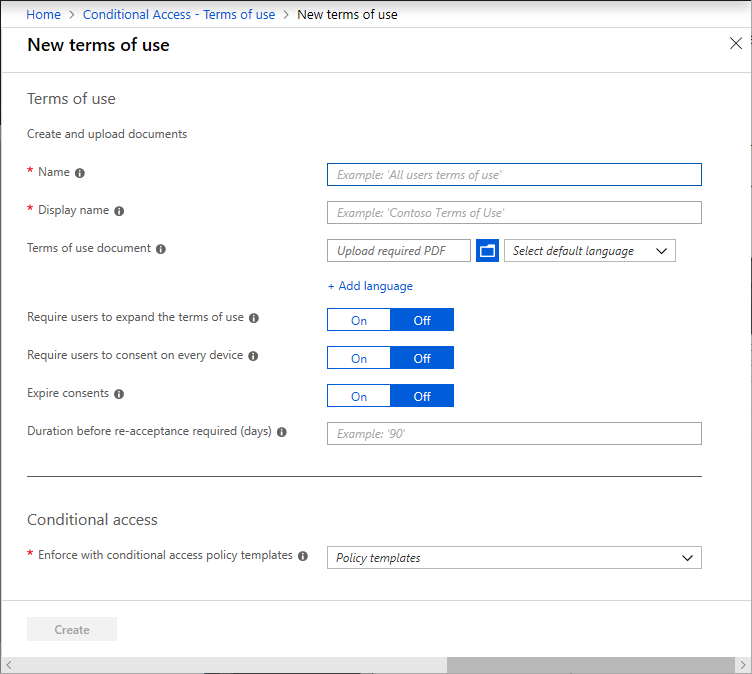 Home > Conditional Access - Terms of use > New terms of use
New terms of use
Terms of use
Create and upload documents
* Name
Example: 'All users terms of use'
* Display name
Example: 'Contoso Terms of Use'
Terms of use document
Upload required PDF
Select default language
+ Add language
Require users to expand the terms of use
On Off
Require users to consent on every device
On Off
Expire consents
On Off
Duration before re-acceptance required (days)
Example: '90'
Conditional access
* Enforce with conditional access policy templates
Policy templates
Create